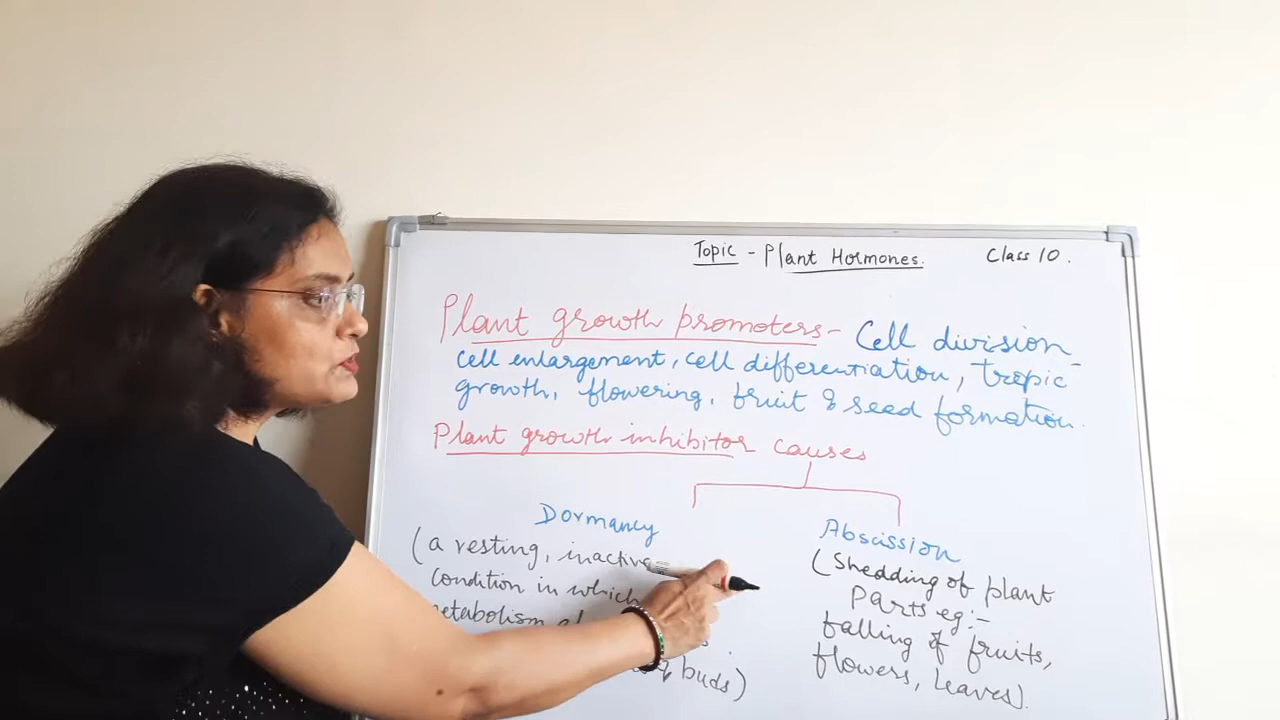 Topic - Plant Hormones. Class 10.
Plant growth promoters- Cell division
cell enlargement, cell differentiation, tropic
growth, flowering, fruit & seed formation.
Plant growth inhibitor causes
Dormancy
(a resting, inactive
condition in which
metabolism
buds)
Abscission
(Shedding of plant
Parts eg:-
falling of fruits,
flowers, leaves).